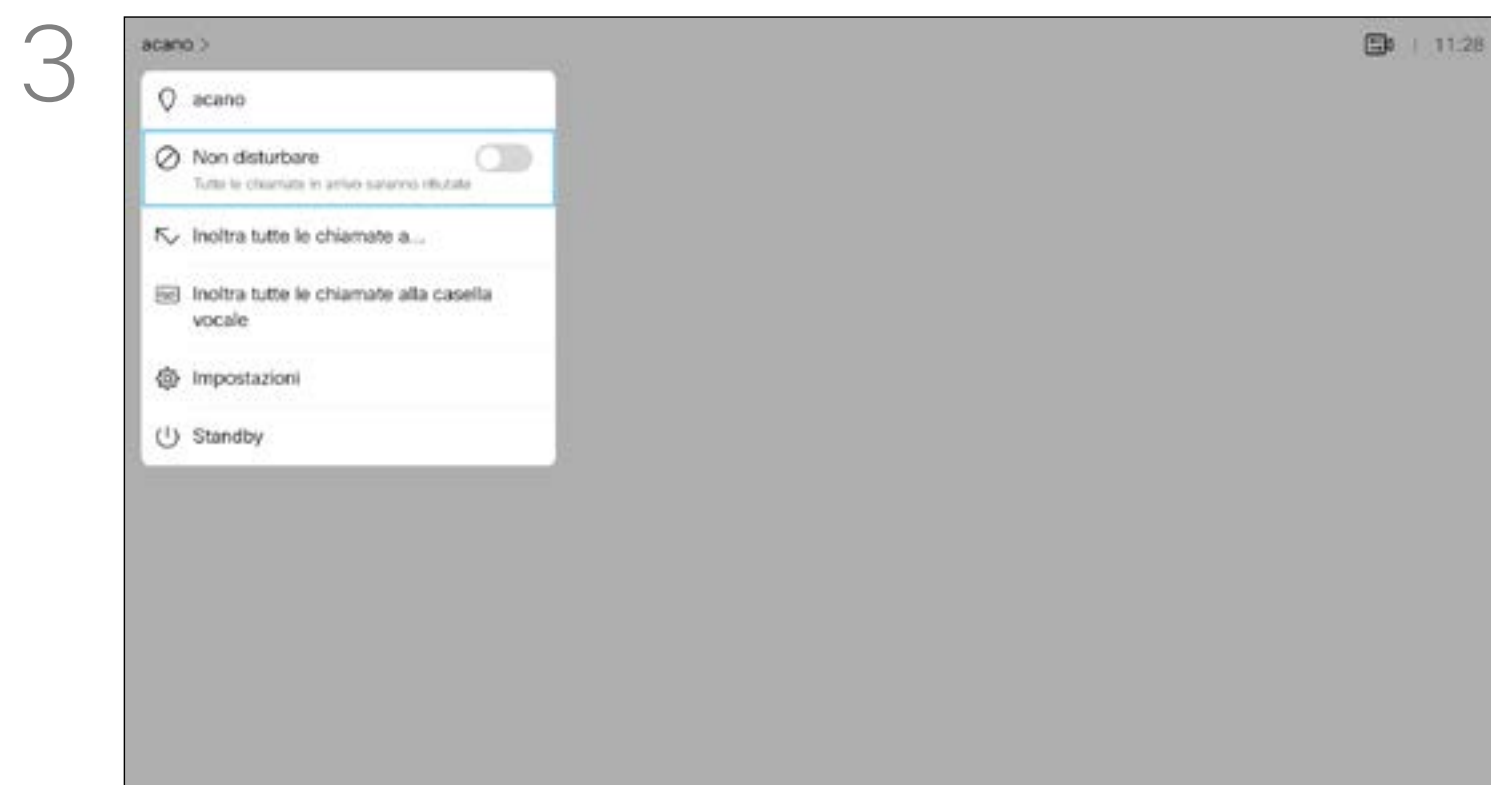 3
acano >
11:28
acano
Non disturbare
Tutte le chiamate in arrivo saranno rifiutate
Inoltra tutte le chiamate a...
Inoltra tutte le chiamate alla casella
vocale
Impostazioni
Standby